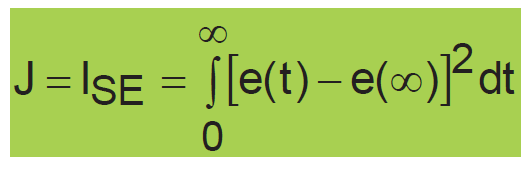 J = I_SE = ∫₀^∞ [e(t) – e(∞)]² dt